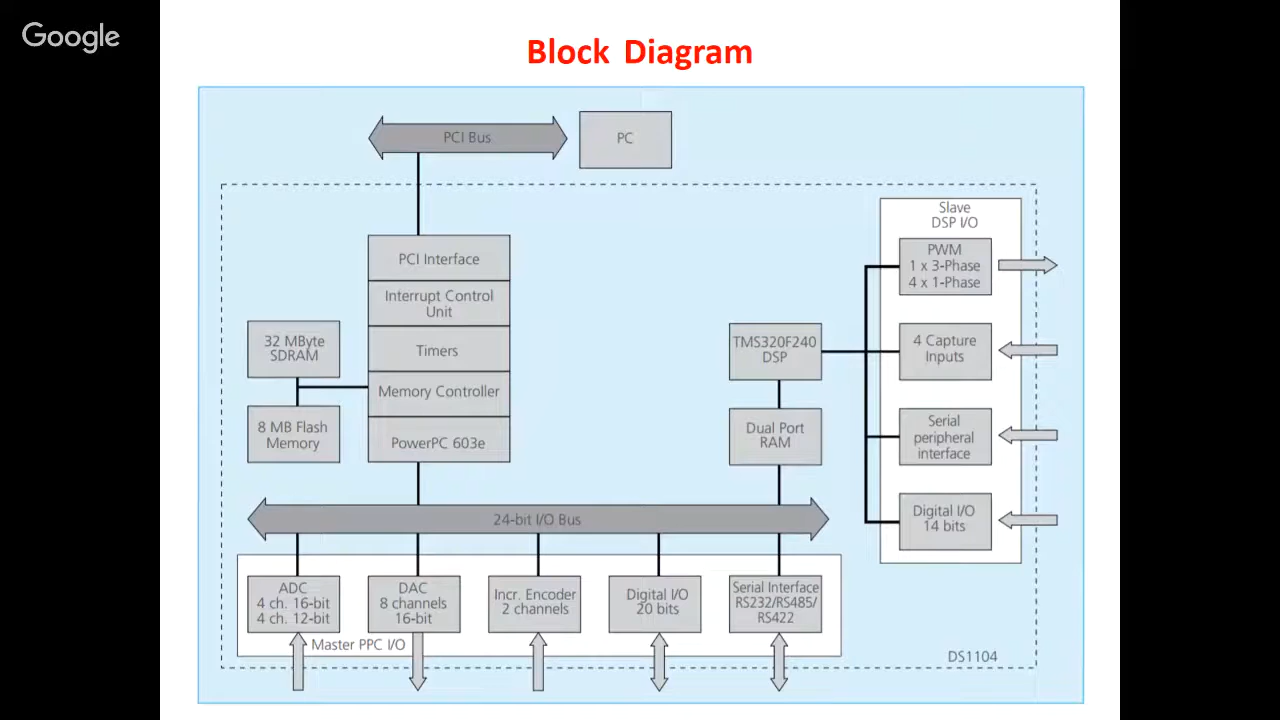 Google
Block Diagram
PCI Bus
PC
PCI Interface
Interrupt Control
Unit
Timers
Memory Controller
PowerPC 603e
32 MByte
SDRAM
8 MB Flash
Memory
TMS320F240
DSP
Dual Port
RAM
Slave
DSP I/O
PWM
1 x 3-Phase
4 x 1-Phase
4 Capture
Inputs
Serial
peripheral
interface
Digital I/O
14 bits
24-bit I/O Bus
ADC
4 ch. 16-bit
4 ch. 12-bit
DAC
8 channels
16-bit
Incr. Encoder
2 channels
Digital I/O
20 bits
Serial Interface
RS232/RS485/
RS422
Master PPC I/O
DS1104